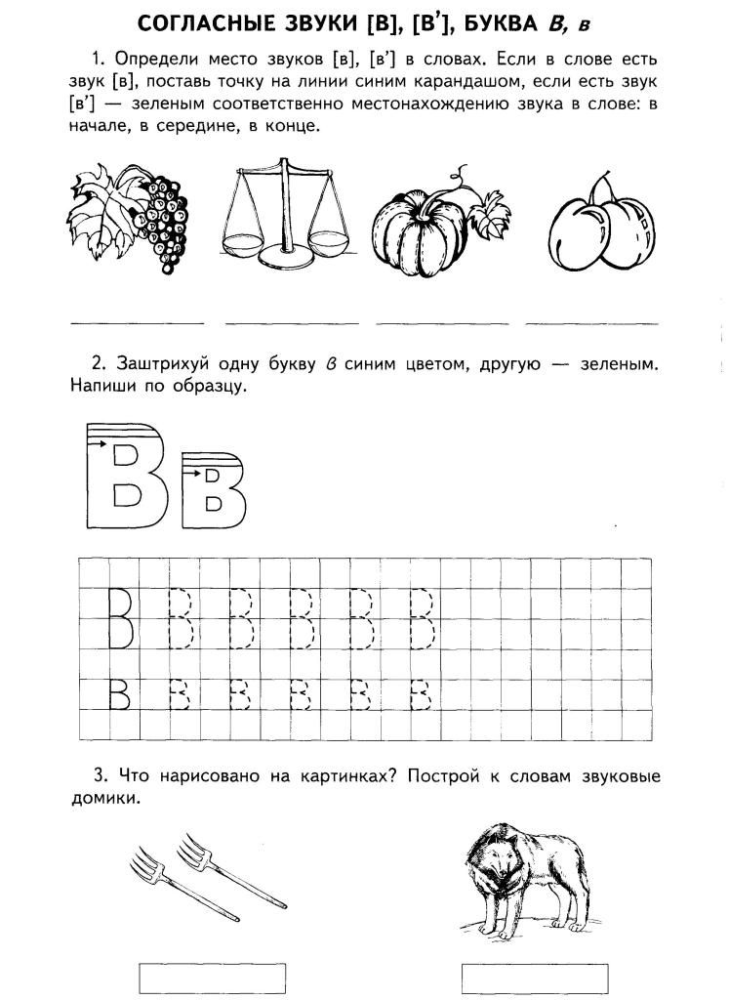 СОГЛАСНЫЕ ЗВУКИ [В], [В’], БУКВА В, в
1. Определи место звуков [в], [в’] в словах. Если в слове есть
звук [в], поставь точку на линии синим карандашом, если есть звук
[в’] — зеленым соответственно местонахождению звука в слове: в
начале, в середине, в конце.
2. Заштрихуй одну букву в синим цветом, другую — зеленым.
Напиши по образцу.
В в
В В В В В В
в в в в в в
3. Что нарисовано на картинках? Построй к словам звуковые
домики.